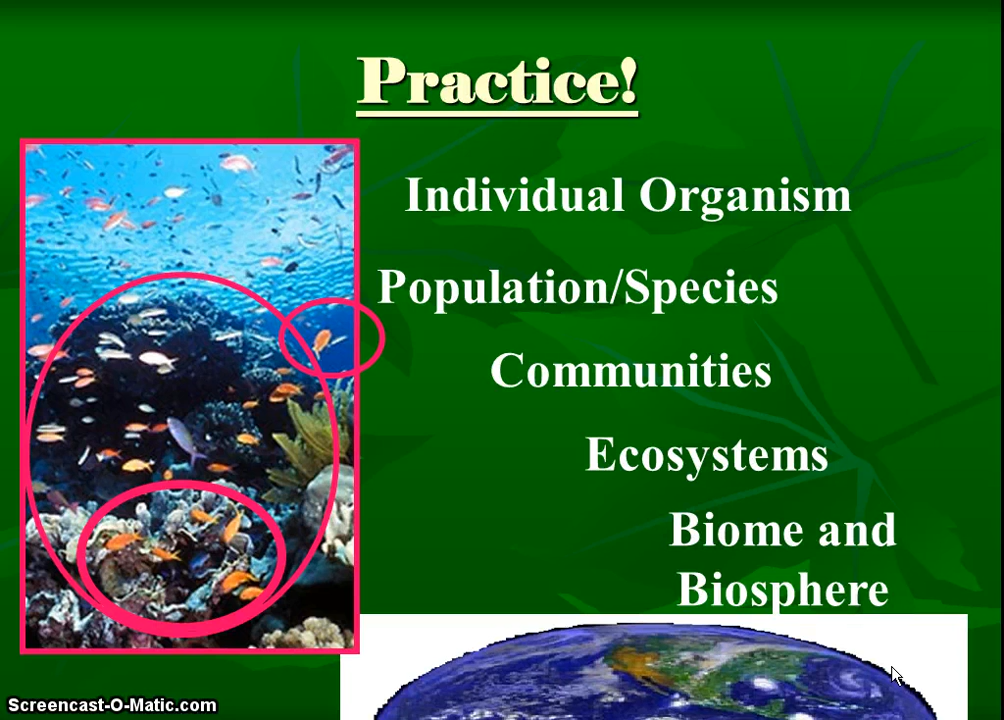 Practice!
Individual Organism
Population/Species
Communities
Ecosystems
Biome and
Biosphere
Screencast-O-Matic.com